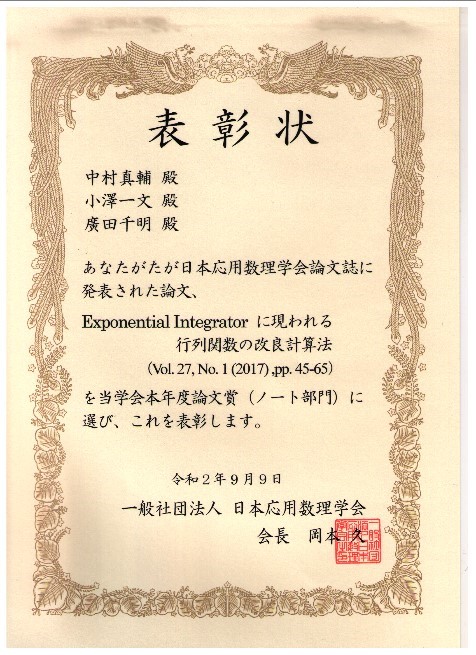 表彰状
中村真輔 殿
小澤一文 殿
廣田千明 殿
あなたがたが日本応用数理学会論文誌に
発表された論文、
Exponential Integrator に現われる
行列関数の改良計算法
(Vol. 27, No. 1 (2017) ,pp. 45-65)
を当学会本年度論文賞（ノート部門）に
選び、これを表彰します。
令和２年９月９日
一般社団法人 日本応用数理学会
会長 岡本 久